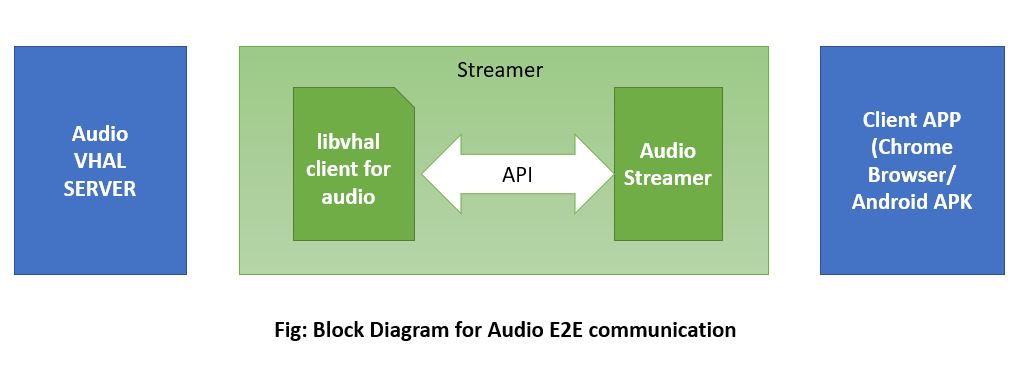 Audio
VHAL
SERVER
Streamer
libvhal
client for
audio
API
Audio
Streamer
Client APP
(Chrome
Browser/
Android APK
Fig: Block Diagram for Audio E2E communication